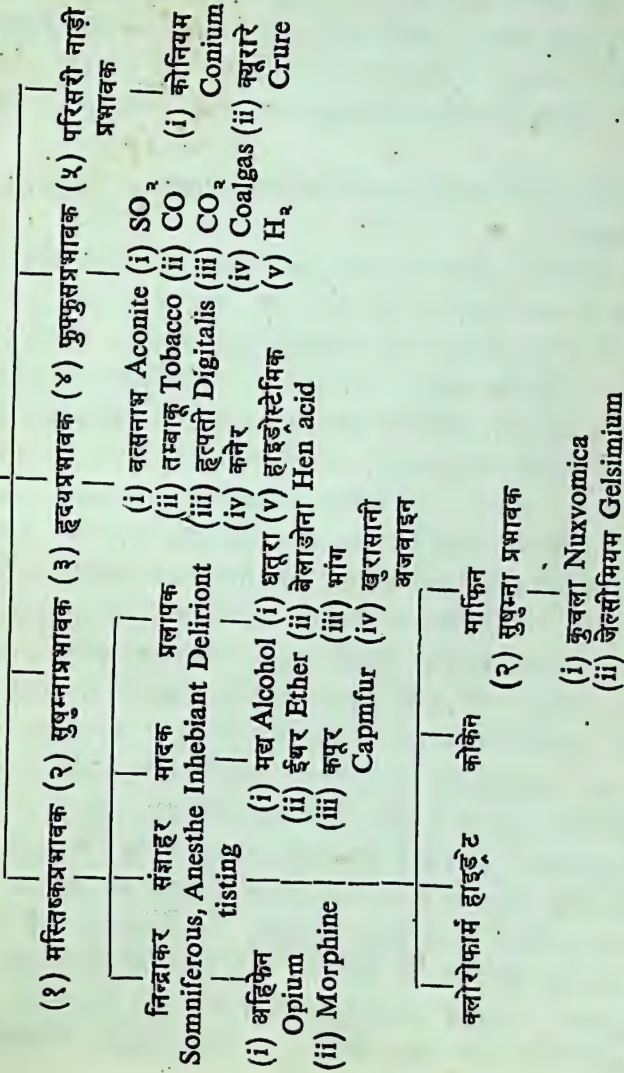 (१) मस्तिष्कप्रभावक (२) सुषुम्नाप्रभावक (३) हृदयप्रभावक (४) फुफ्फुसप्रभावक (५) परिसरी नाड़ी
प्रभावक
निन्द्राकर संज्ञाहर मादक प्रलापक
Somniferous, Anesthe Inhebiant Deliriont
tisting
(i) अहिफेन
Opium
(ii) Morphine
(i) मद्य Alcohol
(ii) ईथर Ether
(iii) कपूर
Capmfur
(i) धतूरा
(ii) बेलाडोना
(iii) भांग
(iv) खुरासानी
अजवाइन
(i) वत्सनाभ Aconite
(ii) तम्बाकू Tobacco
(iii) हृत्पती Digitalis
(iv) कनेर
(v) हाइड्रोस्टेमिक
Hen acid
(i) SO२
(ii) CO
(iii) CO२
(iv) Coalgas
(v) H२
(i) कोनियम
Conium
(ii) क्यूरारे
Crure
क्लोरोफार्म हाइड्रेट कोकेन मार्फिन
(२) सुषुम्ना प्रभावक
(i) कुचला Nuxvomica
(ii) जेल्सीमियम Gelsimium